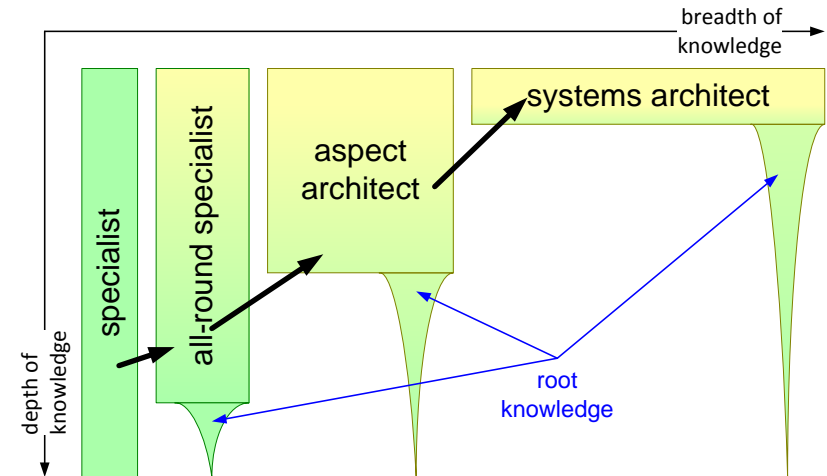 breadth of
knowledge
systems architect
aspect
architect
all-round specialist
specialist
depth of
knowledge
root
knowledge